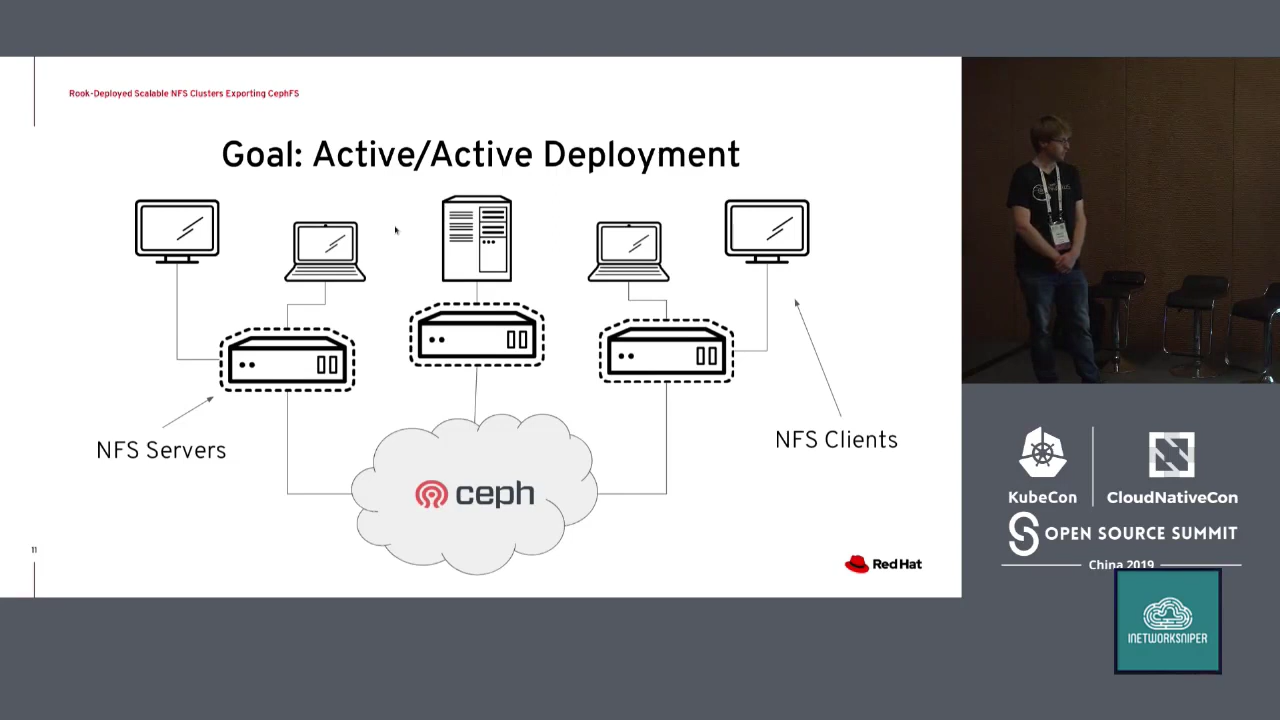 Rook-Deployed Scalable NFS Clusters Exporting CephFS
Goal: Active/Active Deployment
NFS Servers
NFS Clients
ceph
11
Red Hat
KubeCon
CloudNativeCon
OPEN SOURCE SUMMIT
China 2019
INETWORKSNIPER